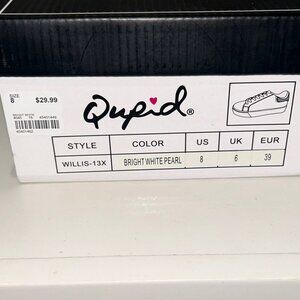 SIZE
8 $29.99
Qupid®
STYLE COLOR US UK EUR
WILLIS-13X BRIGHT WHITE PEARL 8 6 39